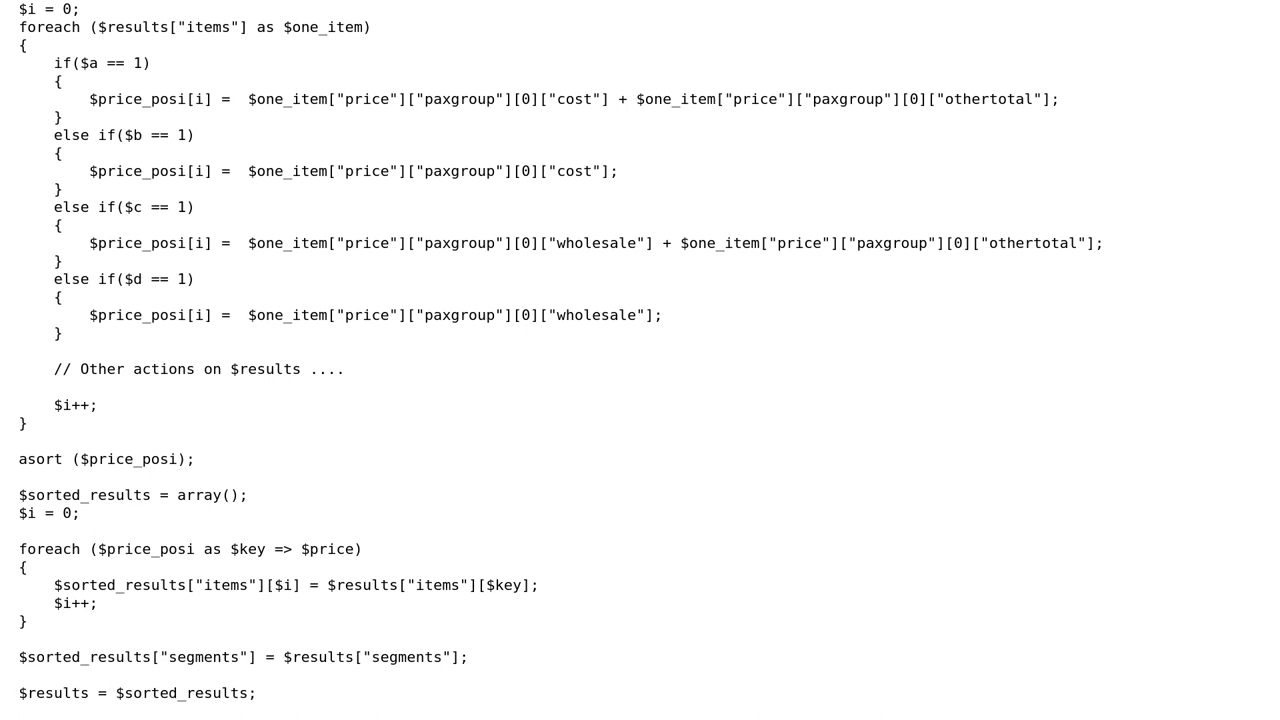 $i = 0;
foreach ($results["items"] as $one_item)
{
    if($a == 1)
    {
        $price_posi[i] =  $one_item["price"]["paxgroup"][0]["cost"] + $one_item["price"]["paxgroup"][0]["othertotal"];
    }
    else if($b == 1)
    {
        $price_posi[i] =  $one_item["price"]["paxgroup"][0]["cost"];
    }
    else if($c == 1)
    {
        $price_posi[i] =  $one_item["price"]["paxgroup"][0]["wholesale"] + $one_item["price"]["paxgroup"][0]["othertotal"];
    }
    else if($d == 1)
    {
        $price_posi[i] =  $one_item["price"]["paxgroup"][0]["wholesale"];
    }

    // Other actions on $results ....

    $i++;
}

asort ($price_posi);

$sorted_results = array();
$i = 0;

foreach ($price_posi as $key => $price)
{
    $sorted_results["items"][$i] = $results["items"][$key];
    $i++;
}

$sorted_results["segments"] = $results["segments"];

$results = $sorted_results;